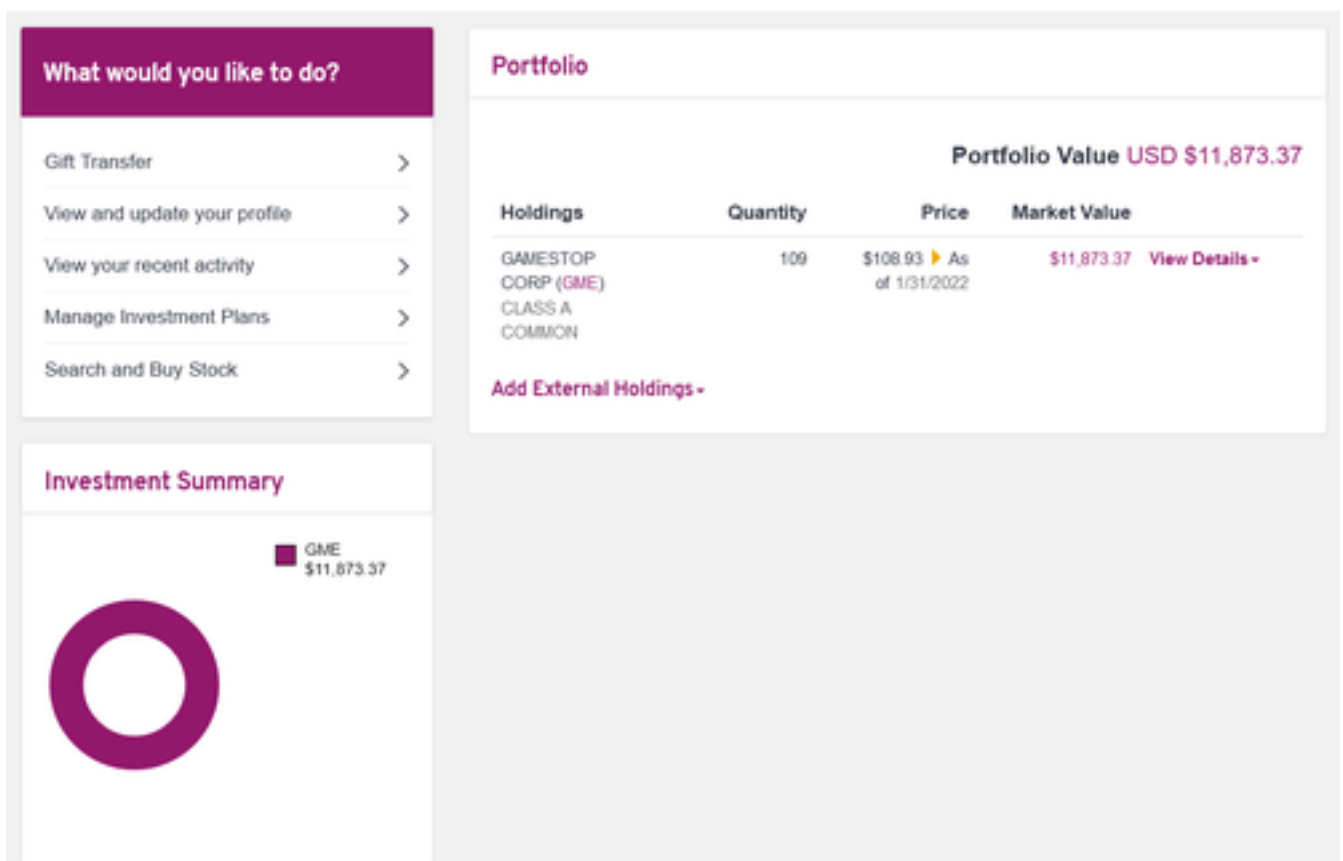 What would you like to do?
Gift Transfer
View and update your profile
View your recent activity
Manage Investment Plans
Search and Buy Stock
Investment Summary
GME
$11,873.37
Portfolio
Portfolio Value USD $11,873.37
Holdings Quantity Price Market Value
GAMESTOP 109 $108.93 As $11,873.37 View Details
CORP (GME) of 1/31/2022
CLASS A
COMMON
Add External Holdings